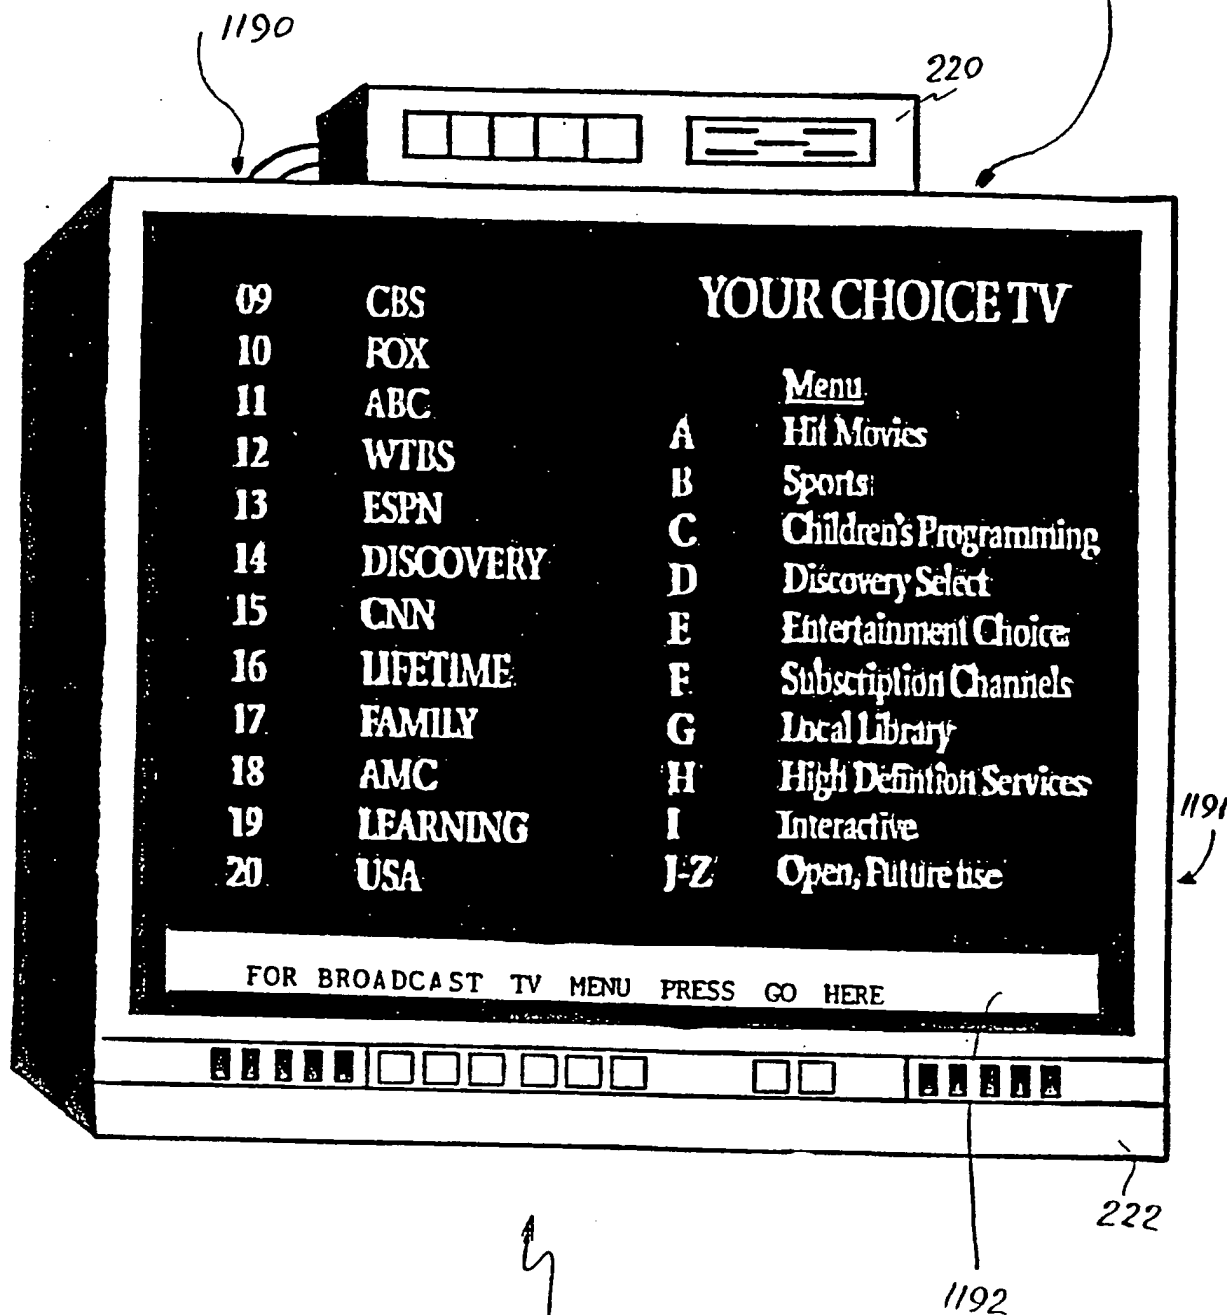 1190
220
YOUR CHOICE TV
09 CBS
10 FOX
11 ABC
12 WTBS
13 ESPN
14 DISCOVERY
15 CNN
16 LIFETIME
17 FAMILY
18 AMC
19 LEARNING
20 USA
Menu
A Hit Movies
B Sports
C Children's Programming
D Discovery Select
E Entertainment Choice
F Subscription Channels
G Local Library
H High Defintion Services
I Interactive
J-Z Open, Future use
1191
FOR BROADCAST TV MENU PRESS GO HERE
222
1192